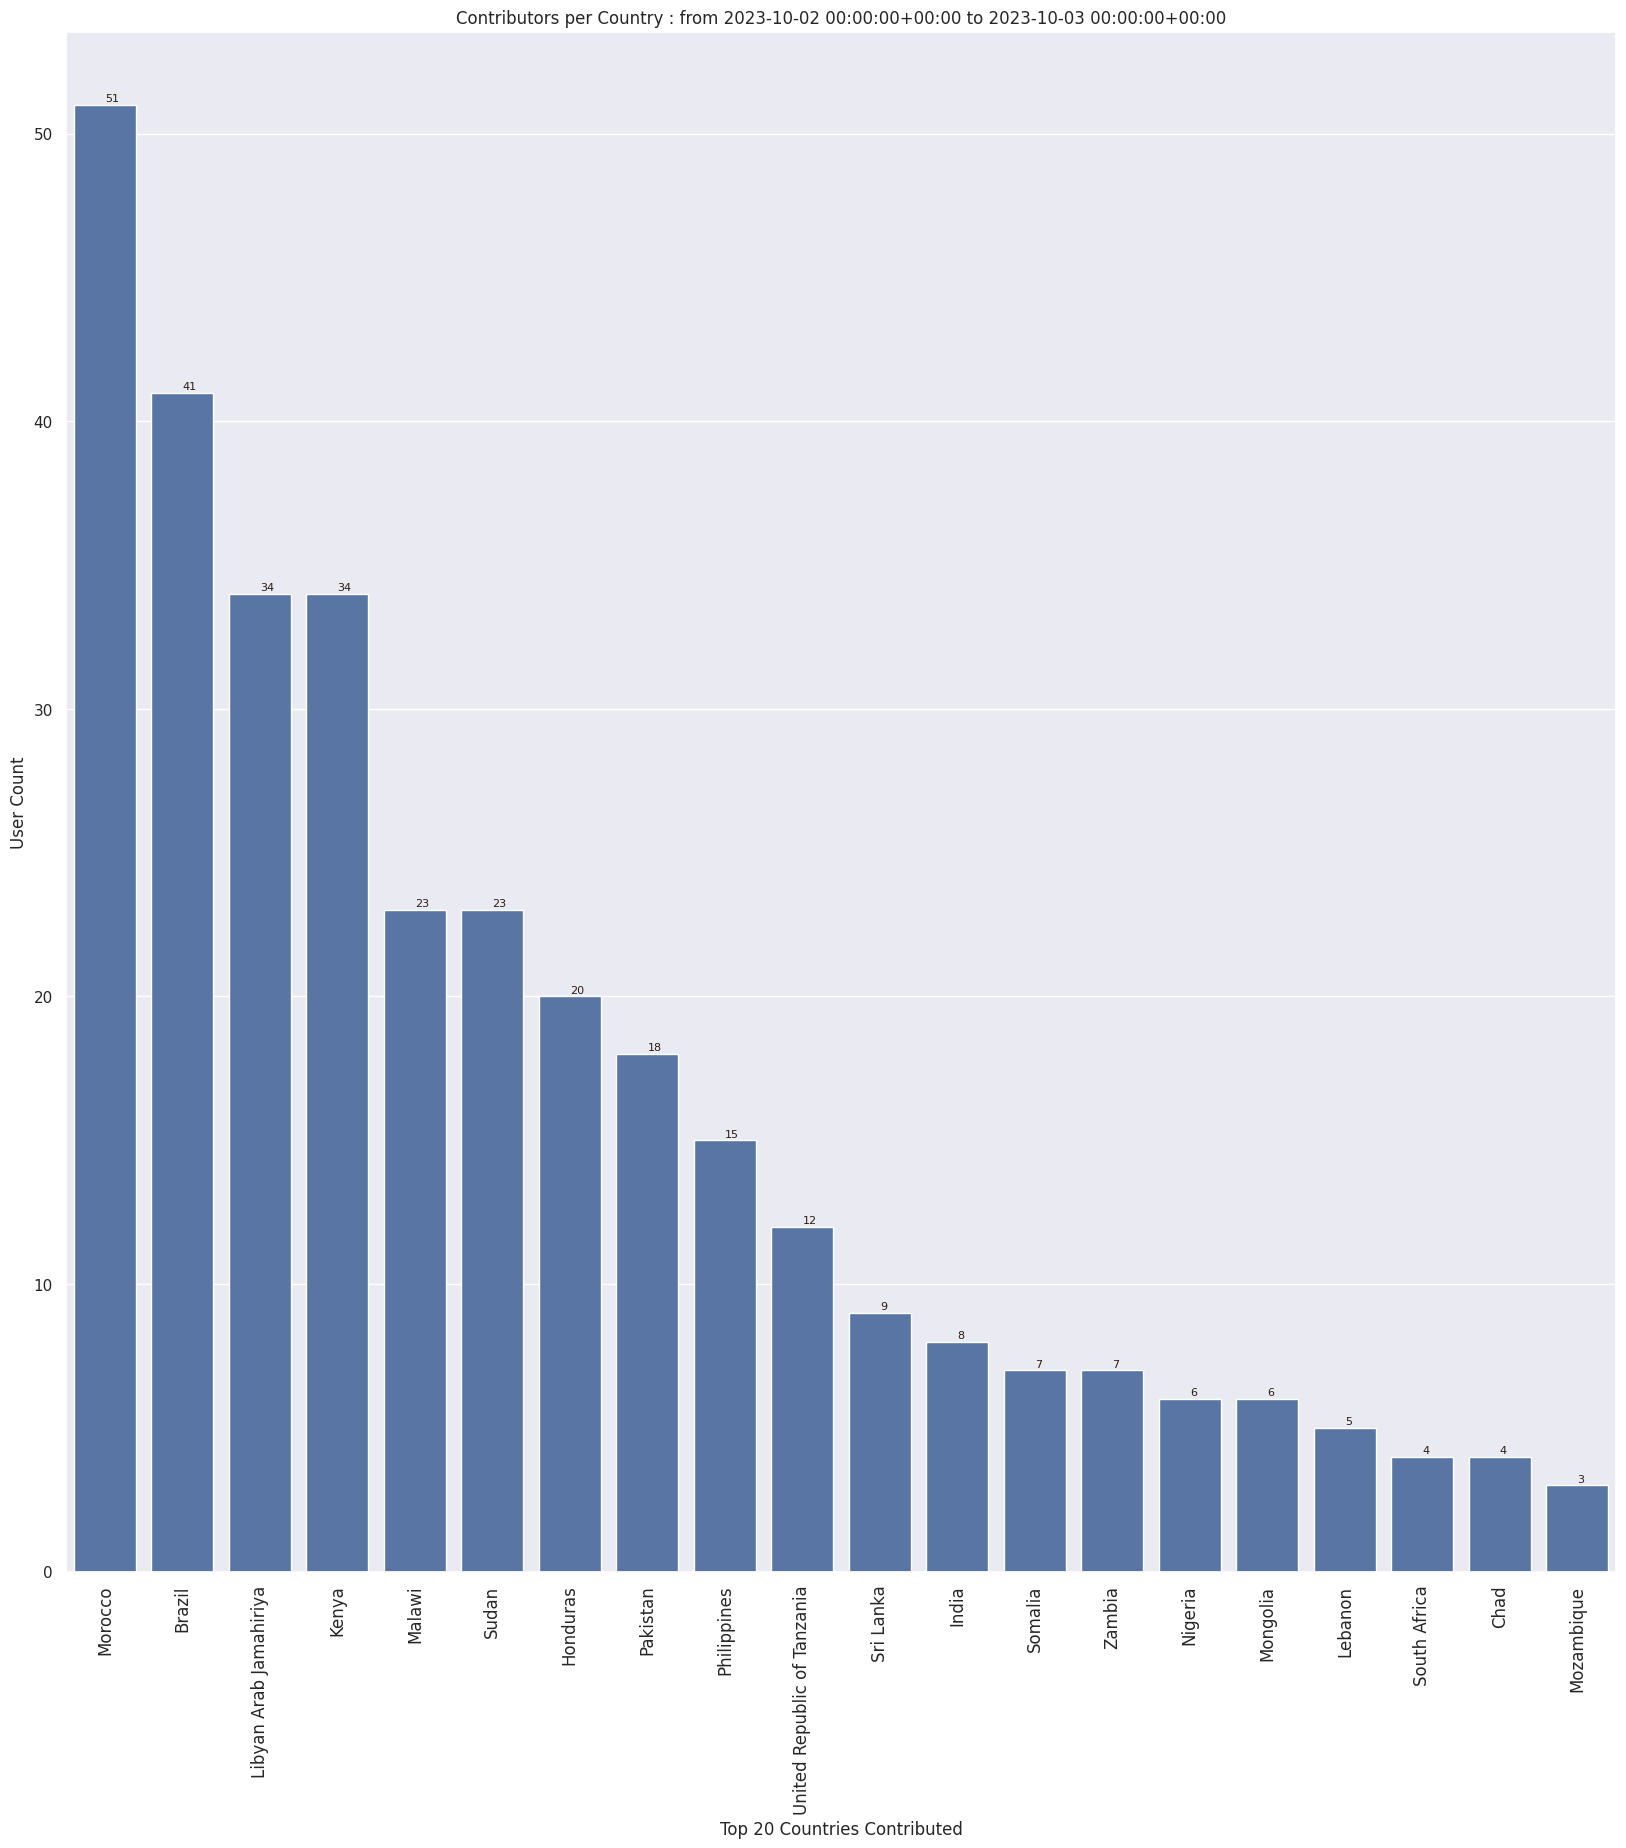 Contributors per Country : from 2023-10-02 00:00:00+00:00 to 2023-10-03 00:00:00+00:00
User Count
50
40
30
20
10
0
51
41
34
34
23
23
20
18
15
12
9
8
7
7
6
6
5
4
4
3
Morocco
Brazil
Libyan Arab Jamahiriya
Kenya
Malawi
Sudan
Honduras
Pakistan
Philippines
United Republic of Tanzania
Sri Lanka
India
Somalia
Zambia
Nigeria
Mongolia
Lebanon
South Africa
Chad
Mozambique
Top 20 Countries Contributed